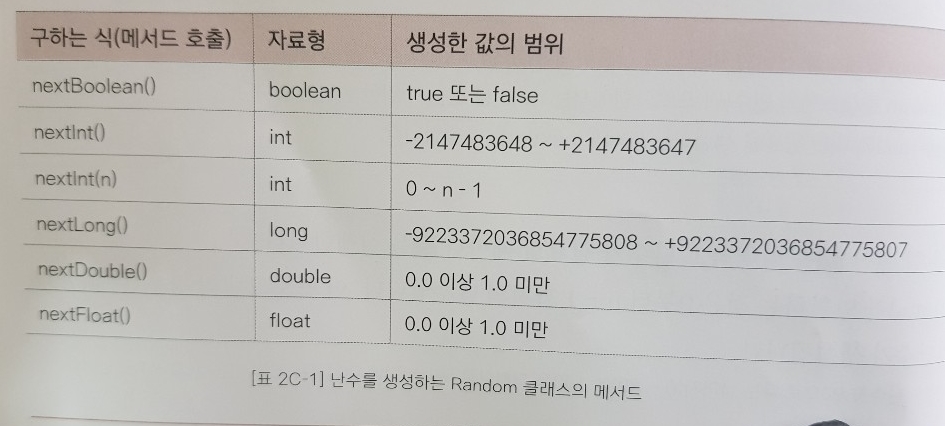 구하는 식(메서드 호출) 자료형 생성한 값의 범위
nextBoolean() boolean true 또는 false
nextInt() int -2147483648 ~ +2147483647
nextInt(n) int 0 ~ n - 1
nextLong() long -9223372036854775808 ~ +9223372036854775807
nextDouble() double 0.0 이상 1.0 미만
nextFloat() float 0.0 이상 1.0 미만
[표 2C-1] 난수를 생성하는 Random 클래스의 메서드